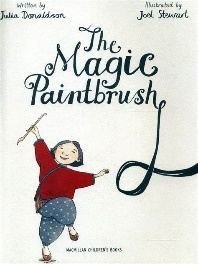 Written by
Julia Donaldson
Illustrated by
Joel Stewart
The
Magic
Paintbrush
MACMILLAN CHILDREN'S BOOKS